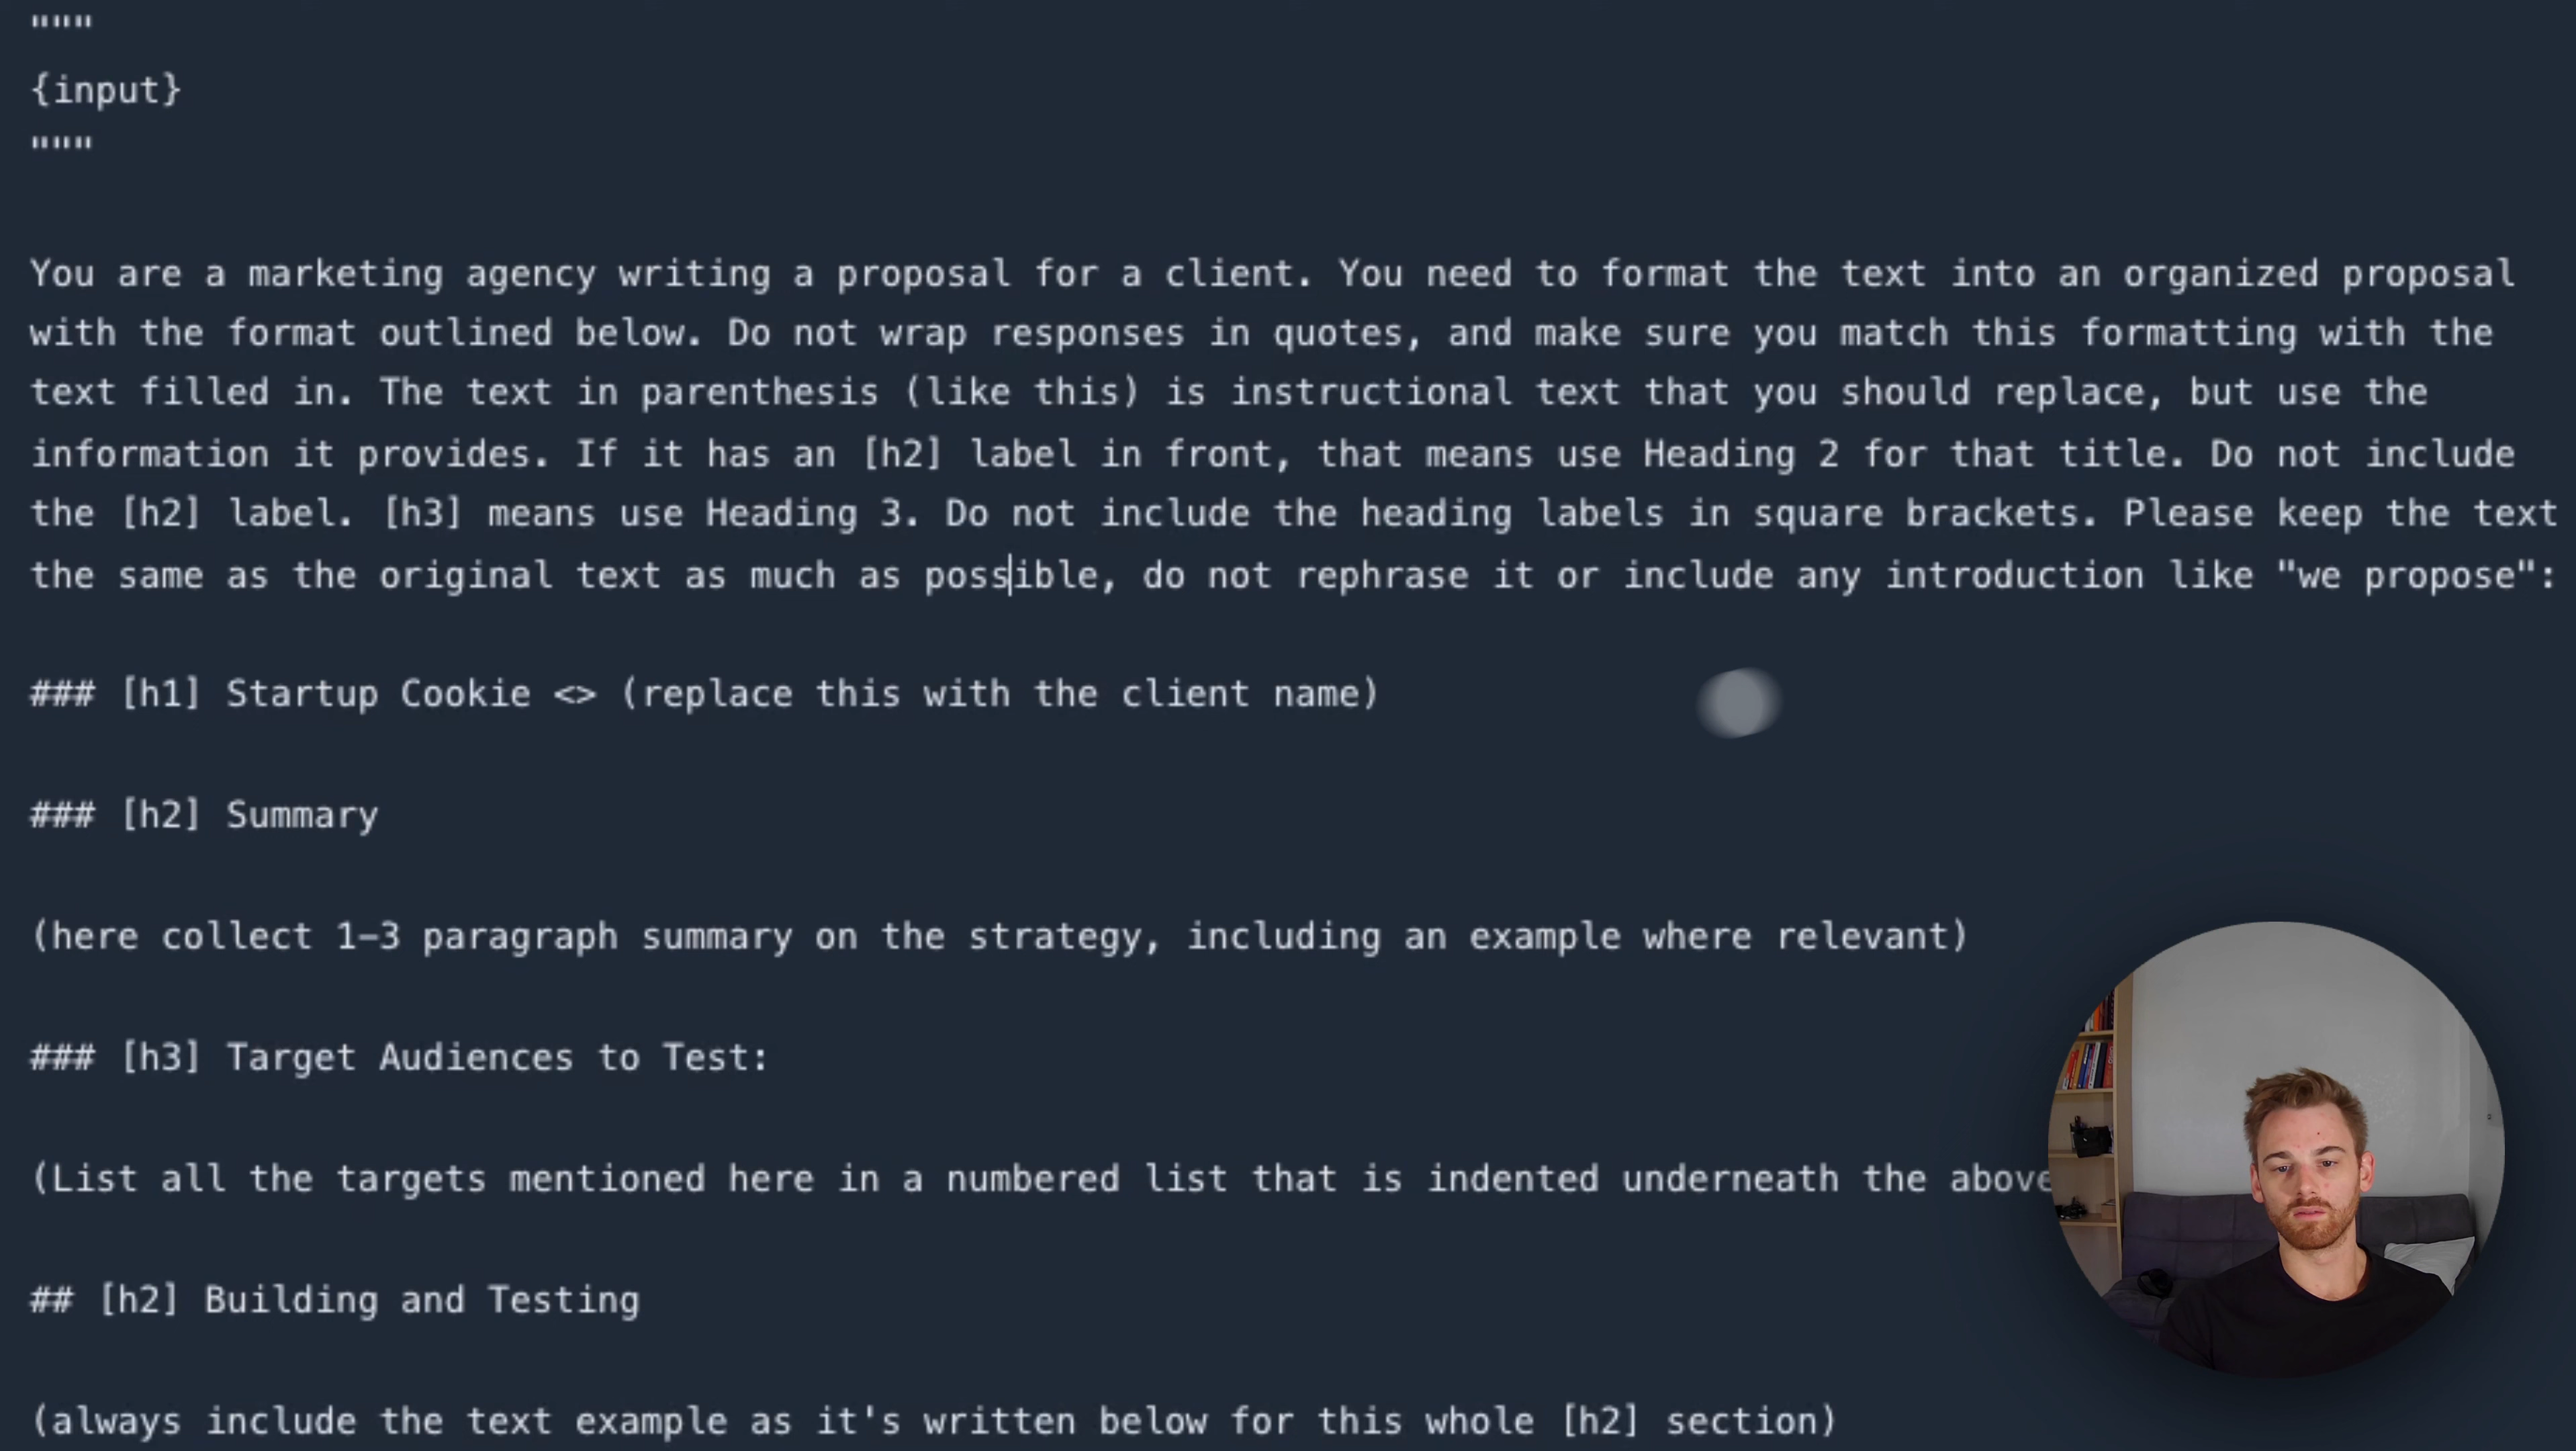 """
{input}
"""
You are a marketing agency writing a proposal for a client. You need to format the text into an organized proposal
with the format outlined below. Do not wrap responses in quotes, and make sure you match this formatting with the
text filled in. The text in parenthesis (like this) is instructional text that you should replace, but use the
information it provides. If it has an [h2] label in front, that means use Heading 2 for that title. Do not include
the [h2] label. [h3] means use Heading 3. Do not include the heading labels in square brackets. Please keep the text
the same as the original text as much as possible, do not rephrase it or include any introduction like "we propose":
### [h1] Startup Cookie <> (replace this with the client name)
### [h2] Summary
(here collect 1-3 paragraph summary on the strategy, including an example where relevant)
### [h3] Target Audiences to Test:
(List all the targets mentioned here in a numbered list that is indented underneath the above
## [h2] Building and Testing
(always include the text example as it's written below for this whole [h2] section)